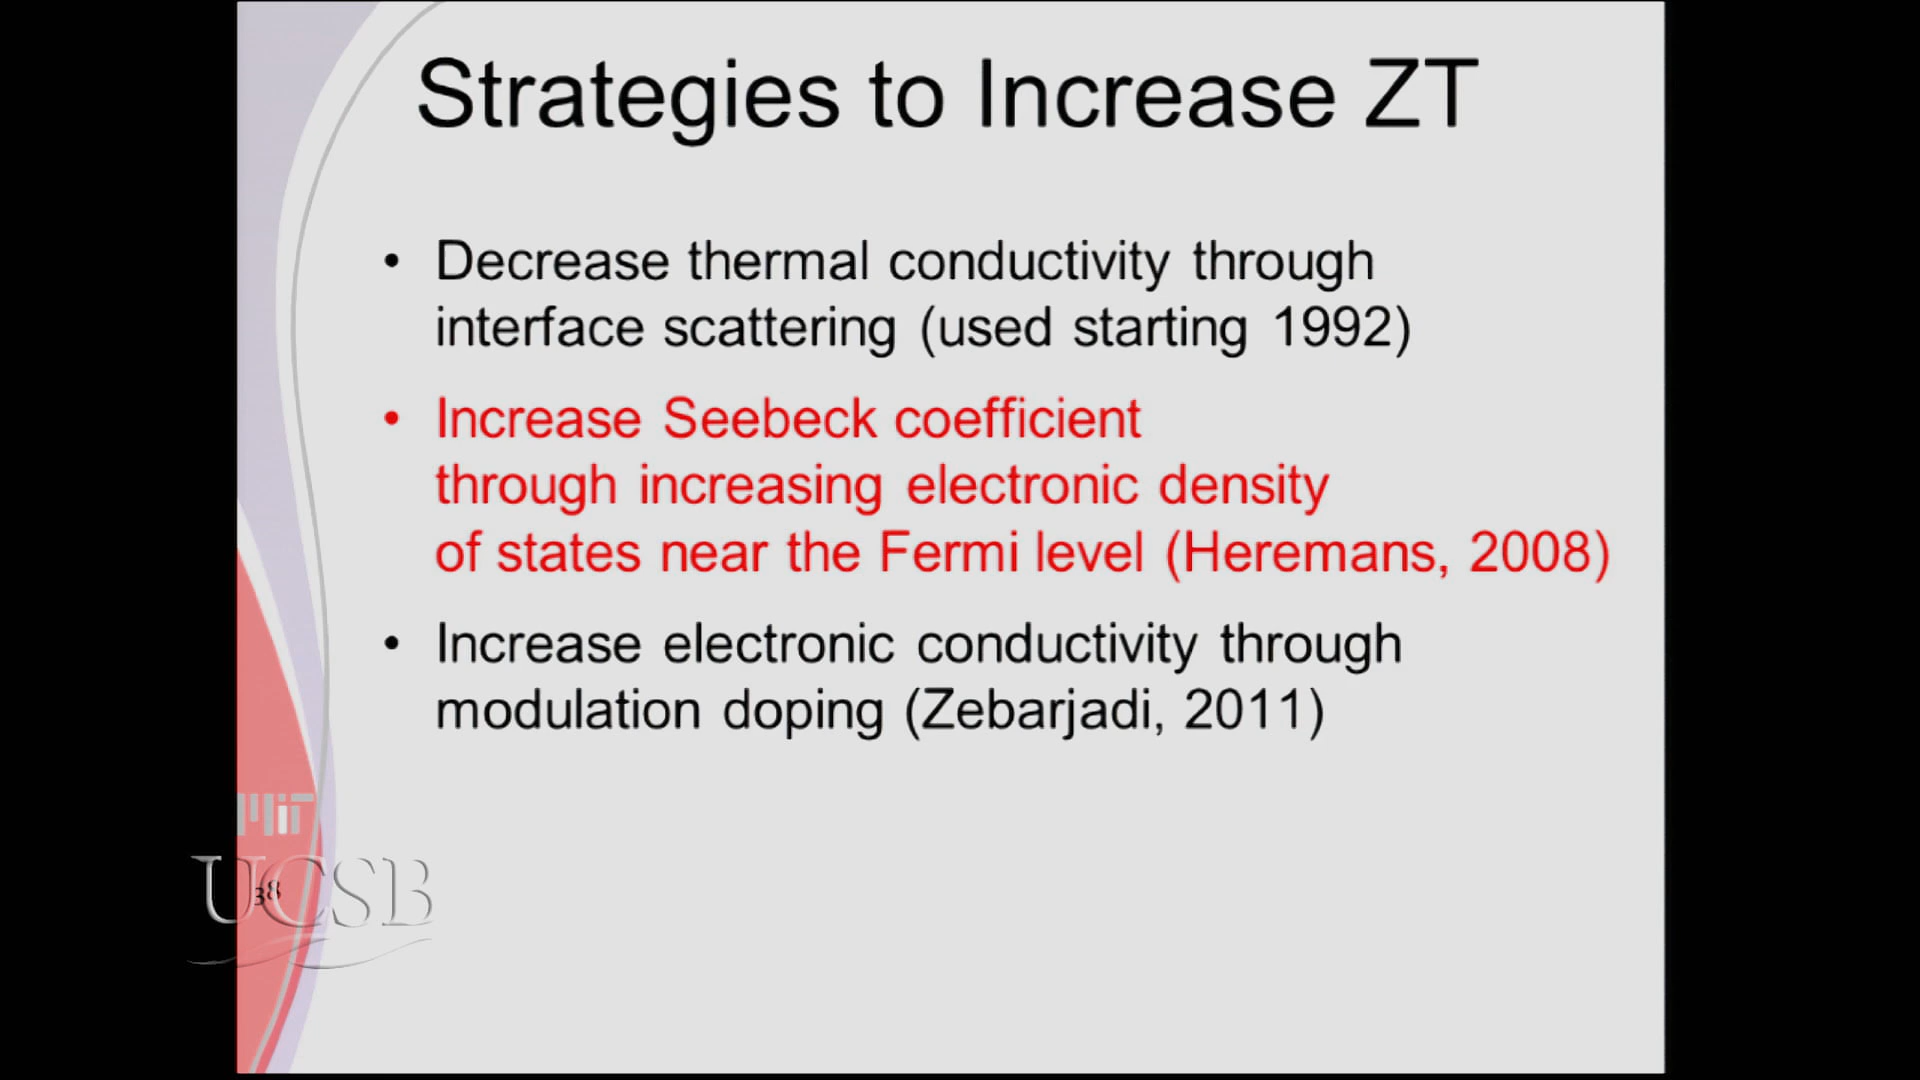 Strategies to Increase ZT
• Decrease thermal conductivity through
interface scattering (used starting 1992)
• Increase Seebeck coefficient
through increasing electronic density
of states near the Fermi level (Heremans, 2008)
• Increase electronic conductivity through
modulation doping (Zebarjadi, 2011)
MIT
UCSB
38